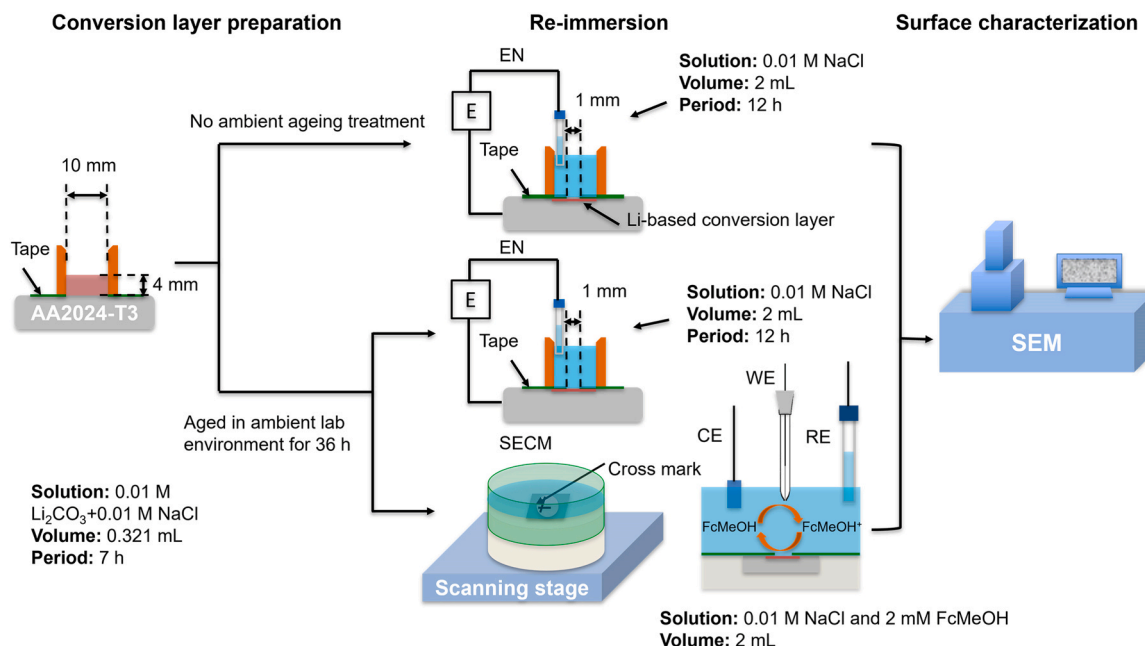 Conversion layer preparation
Re-immersion
Surface characterization
10 mm
Tape
4 mm
AA2024-T3
Solution: 0.01 M
Li₂CO₃+0.01 M NaCl
Volume: 0.321 mL
Period: 7 h
No ambient ageing treatment
Aged in ambient lab
environment for 36 h
EN
E
1 mm
Tape
Li-based conversion layer
Solution: 0.01 M NaCl
Volume: 2 mL
Period: 12 h
EN
E
1 mm
Tape
Solution: 0.01 M NaCl
Volume: 2 mL
Period: 12 h
SECM
Cross mark
Scanning stage
WE
CE
RE
FcMeOH
FcMeOH⁺
Solution: 0.01 M NaCl and 2 mM FcMeOH
Volume: 2 mL
SEM